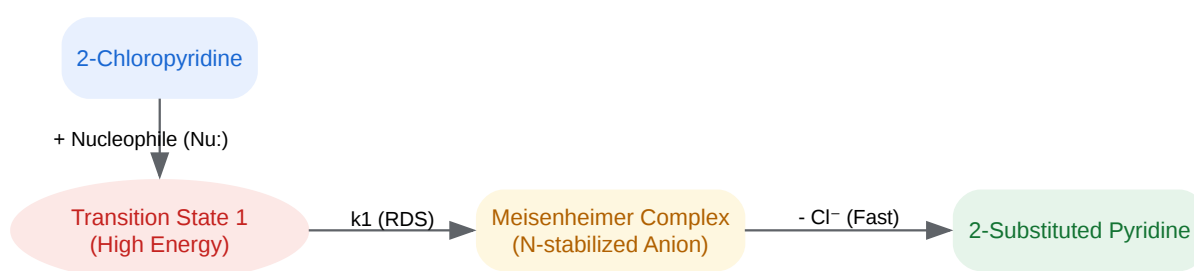 2-Chloropyridine
+ Nucleophile (Nu:)
Transition State 1
(High Energy)
k1 (RDS)
Meisenheimer Complex
(N-stabilized Anion)
- Cl⁻ (Fast)
2-Substituted Pyridine